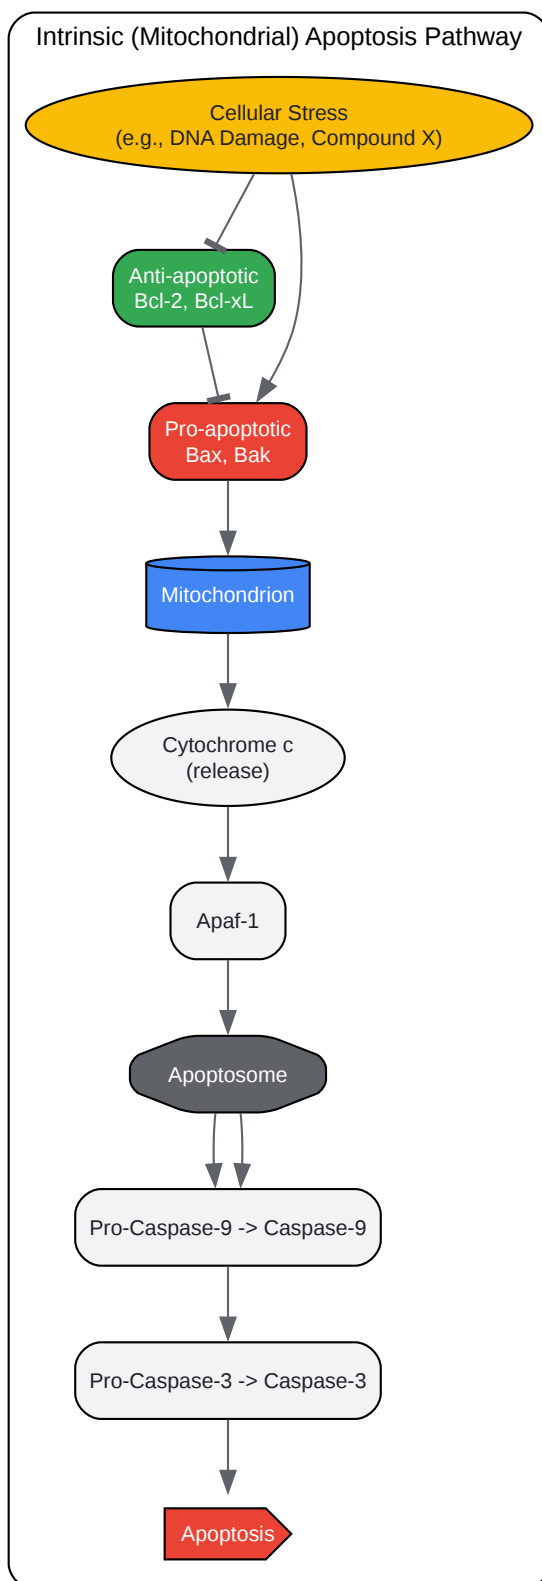 Intrinsic (Mitochondrial) Apoptosis Pathway
Cellular Stress
(e.g., DNA Damage, Compound X)
Anti-apoptotic
Bcl-2, Bcl-xL
Pro-apoptotic
Bax, Bak
Mitochondrion
Cytochrome c
(release)
Apaf-1
Apoptosome
Pro-Caspase-9 -> Caspase-9
Pro-Caspase-3 -> Caspase-3
Apoptosis